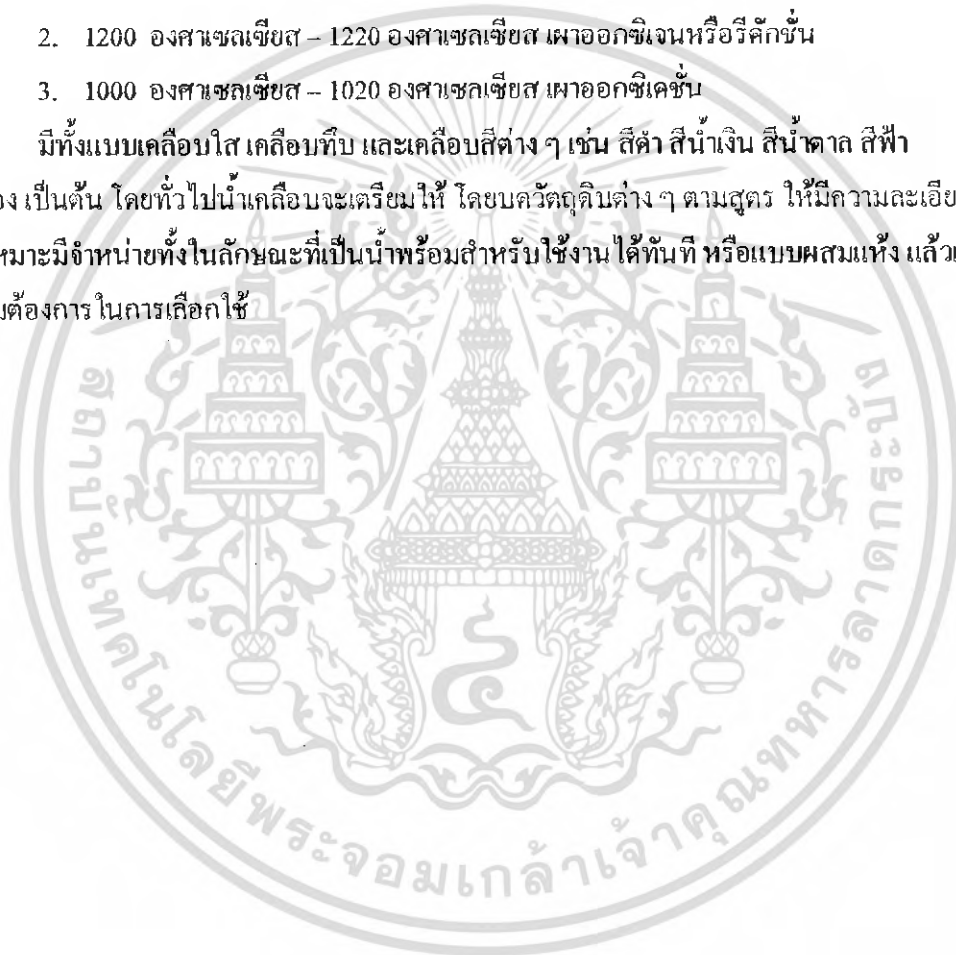 2. 1200 องศาเซลเซียส – 1220 องศาเซลเซียส เผาออกซิเจนหรือรีดักชั่น
3. 1000 องศาเซลเซียส – 1020 องศาเซลเซียส เผาออกซิเดชั่น
มีทั้งแบบเคลือบใส เคลือบทึบ และเคลือบสีต่าง ๆ เช่น สีดำ สีน้ำเงิน สีน้ำตาล สีฟ้า
เป็นต้น โดยทั่วไปน้ำเคลือบจะเตรียมให้ โดยบดวัตถุดิบต่าง ๆ ตามสูตร ให้มีความละเอีย
หมาะมีจำหน่ายทั้งในลักษณะที่เป็นน้ำพร้อมสำหรับใช้งานได้ทันที หรือแบบผสมแห้ง แล้ว
ต้องการในการเลือกใช้
สถาบันเทคโนโลยีพระจอมเกล้าเจ้าคุณทหารลาดกระบัง